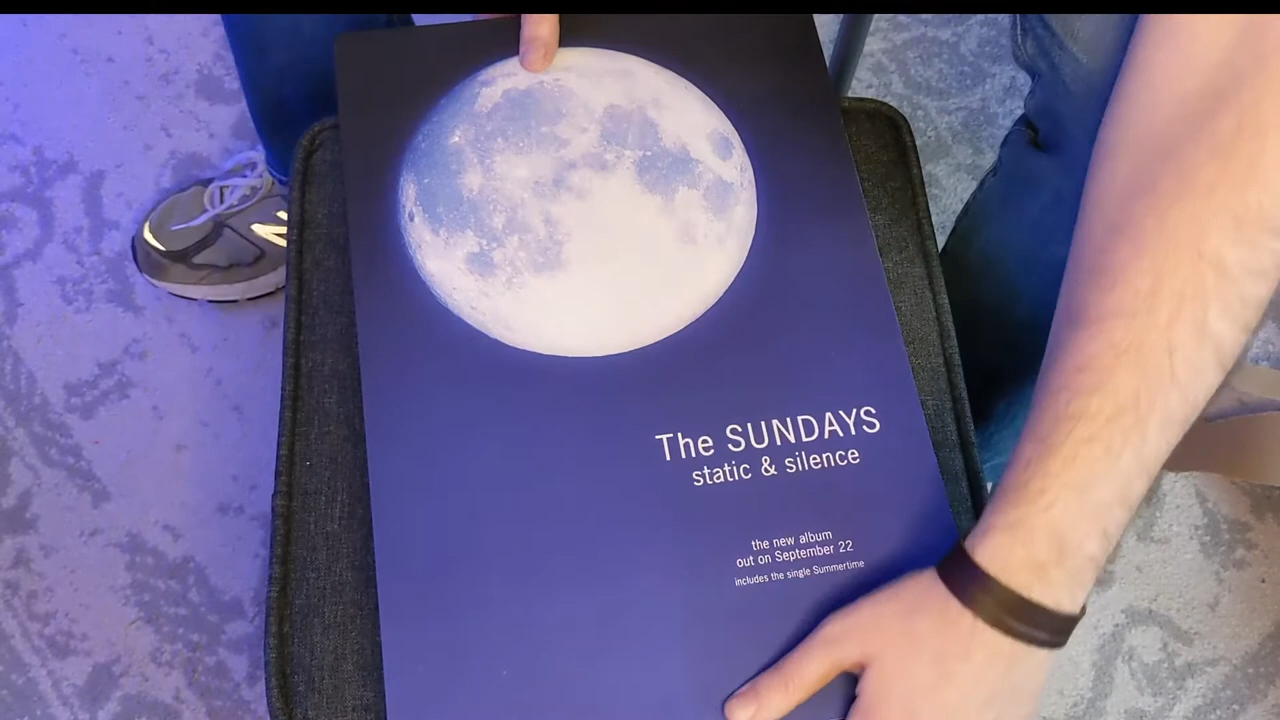 The SUNDAYS
static & silence
the new album
out on September 22
includes the single Summertime
N